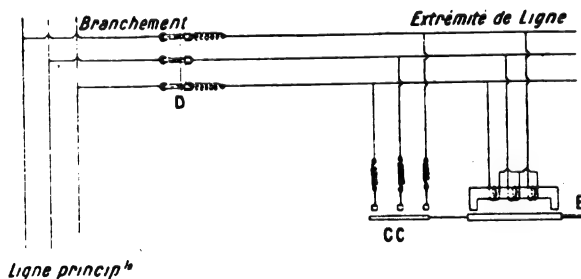 Branchement
Extrémité de Ligne
D
CC
E
Ligne princip^le